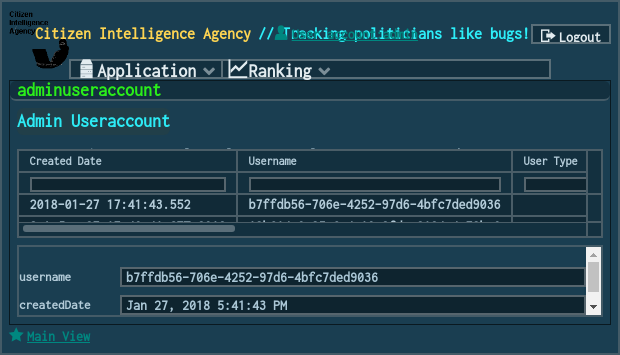 Citizen
Intelligence
Agency
Citizen Intelligence Agency // Tracking politicians like bugs!
Logout
Application
Ranking
adminuseraccount
Admin Useraccount
Created Date Username User Type
2018-01-27 17:41:43.552 b7ffdb56-706e-4252-97d6-4bfc7ded9036
username b7ffdb56-706e-4252-97d6-4bfc7ded9036
createdDate Jan 27, 2018 5:41:43 PM
Main View